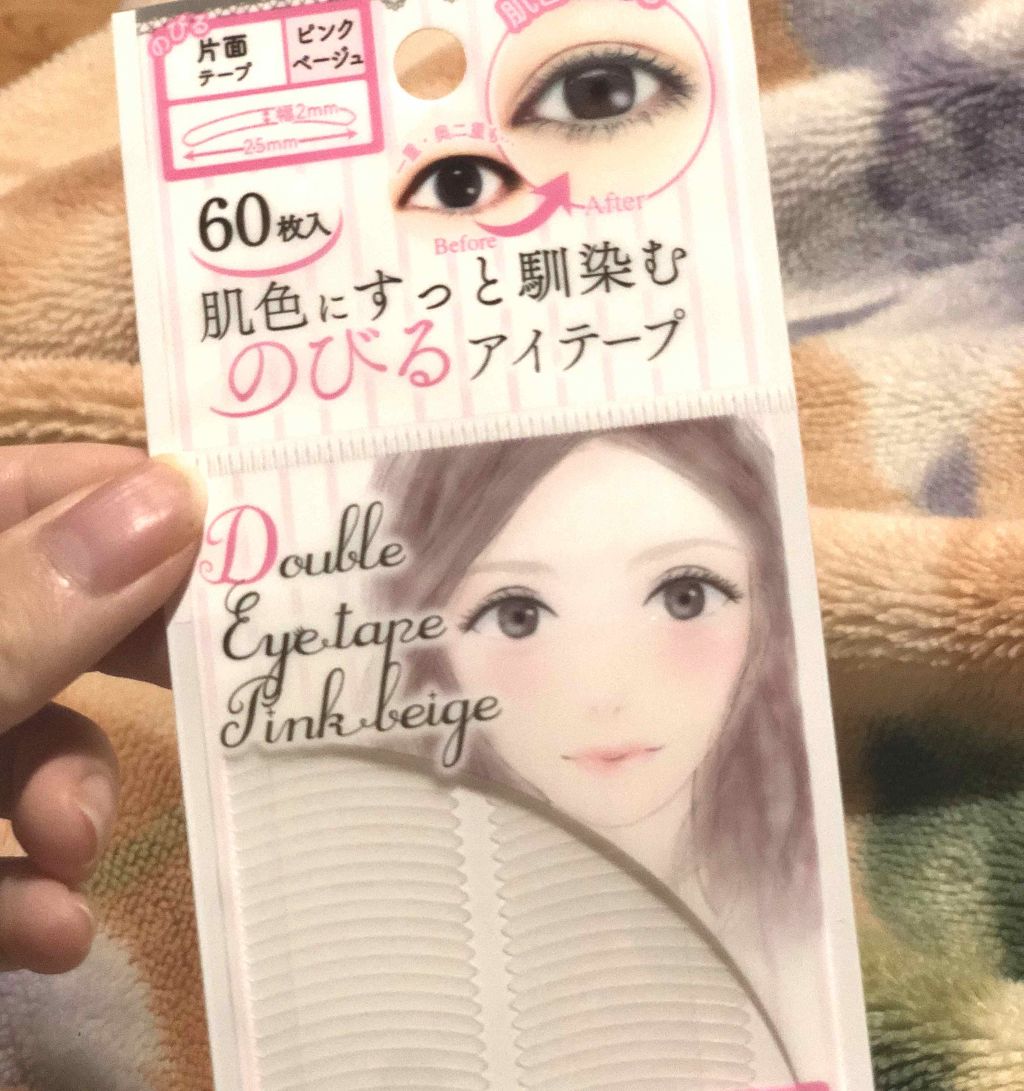 のびる
片面
テープ
ピンク
ベージュ
幅2mm
25mm
一重・奥二重も…
Before
After
60枚入
肌色にすっと馴染む
のびるアイテープ
Double
Eye tape
Pink beige